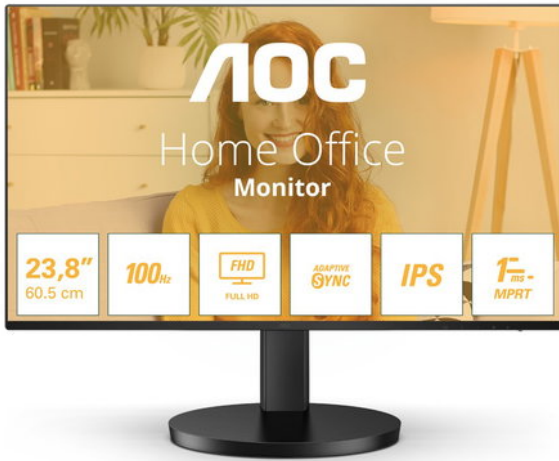 AOC
Home Office
Monitor
23,8"
60.5 cm
100Hz
FHD
FULL HD
ADAPTIVE
SYNC
IPS
1ms
MPRT